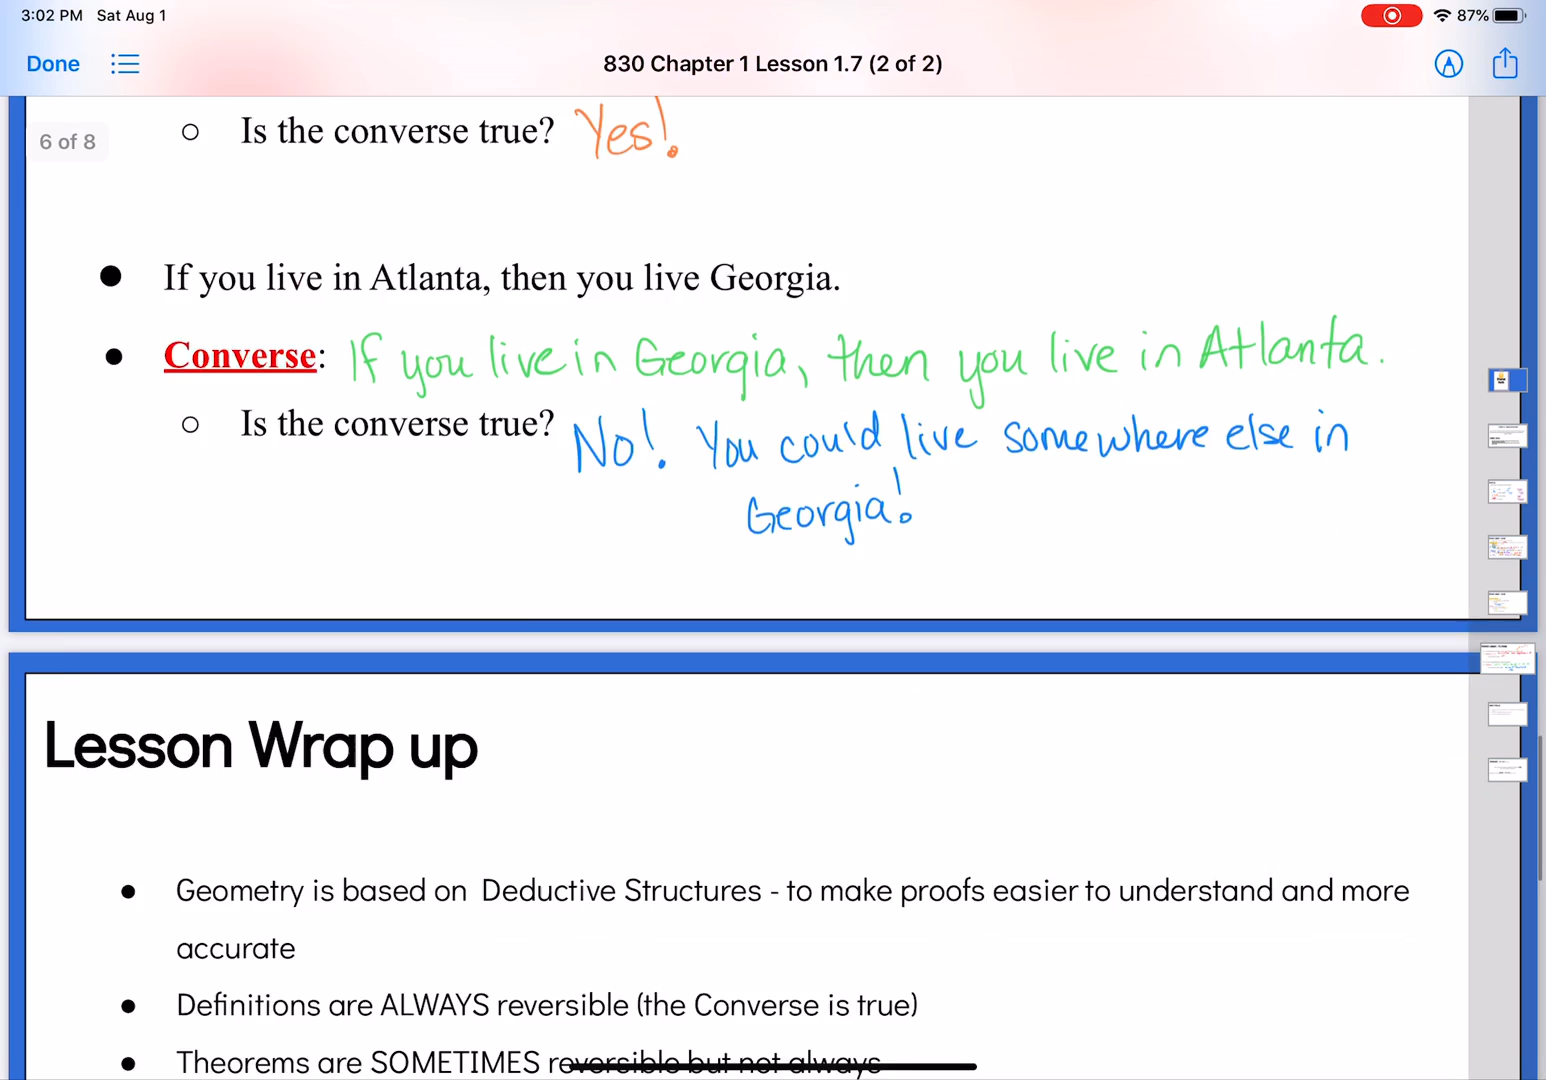 3:02 PM Sat Aug 1
87%
Done
830 Chapter 1 Lesson 1.7 (2 of 2)
6 of 8
Is the converse true? Yes!
If you live in Atlanta, then you live Georgia.
Converse: If you live in Georgia, then you live in Atlanta.
Is the converse true? No! You could live somewhere else in
Georgia!
Lesson Wrap up
Geometry is based on Deductive Structures - to make proofs easier to understand and more
accurate
Definitions are ALWAYS reversible (the Converse is true)
Theorems are SOMETIMES reversible but not always